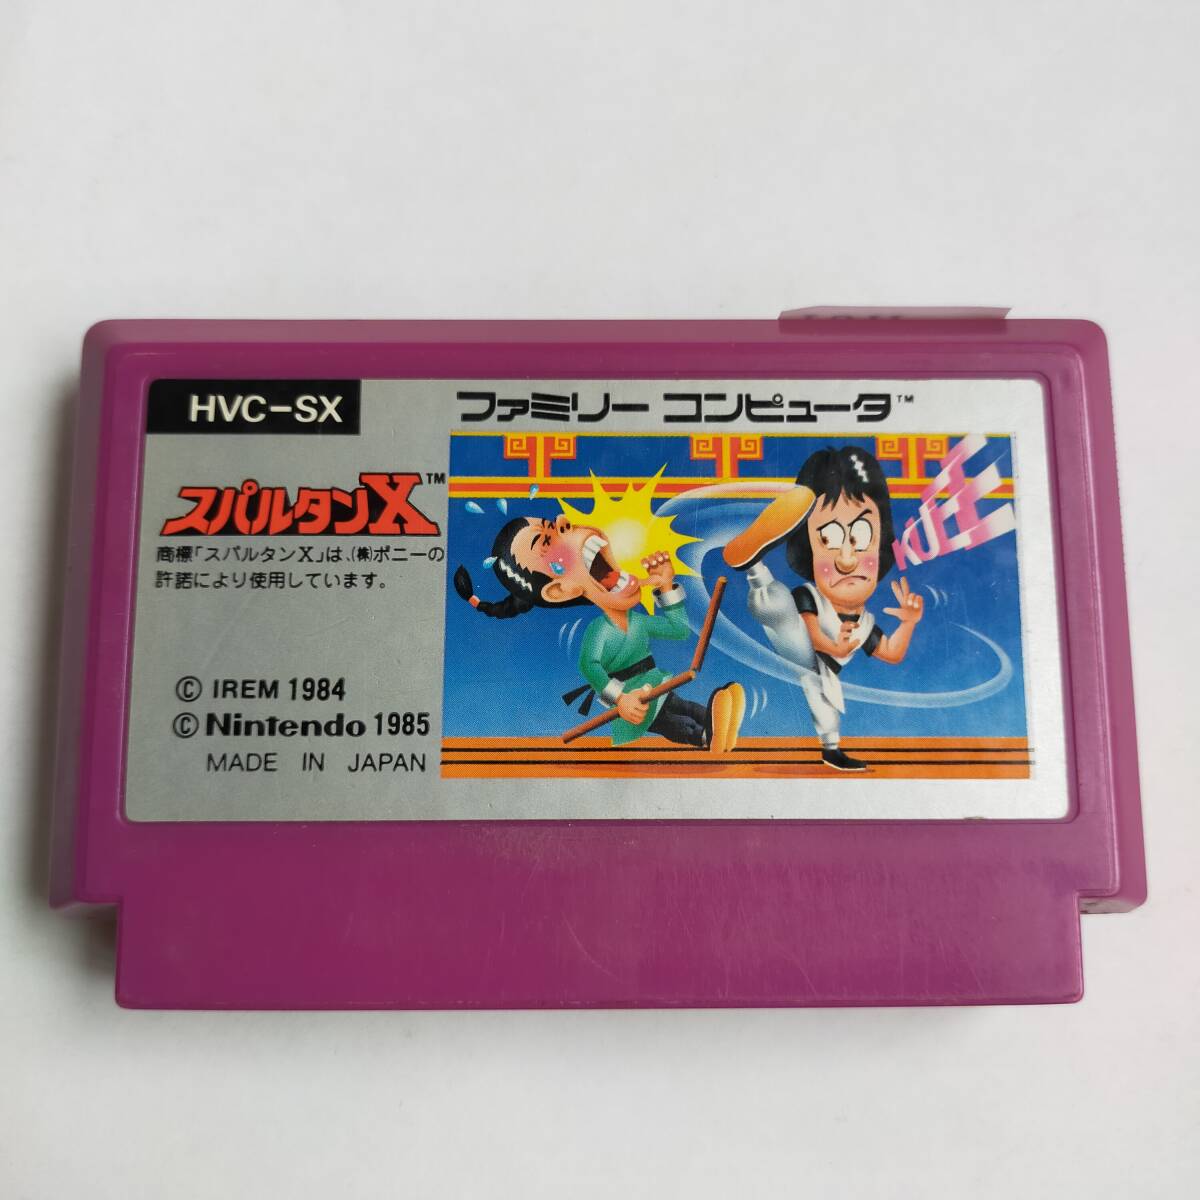 HVC-SX
ファミリー コンピュータ™
スパルタンX™
商標「スパルタンX」は、(株)ポニーの
許諾により使用しています。
© IREM 1984
© Nintendo 1985
MADE IN JAPAN